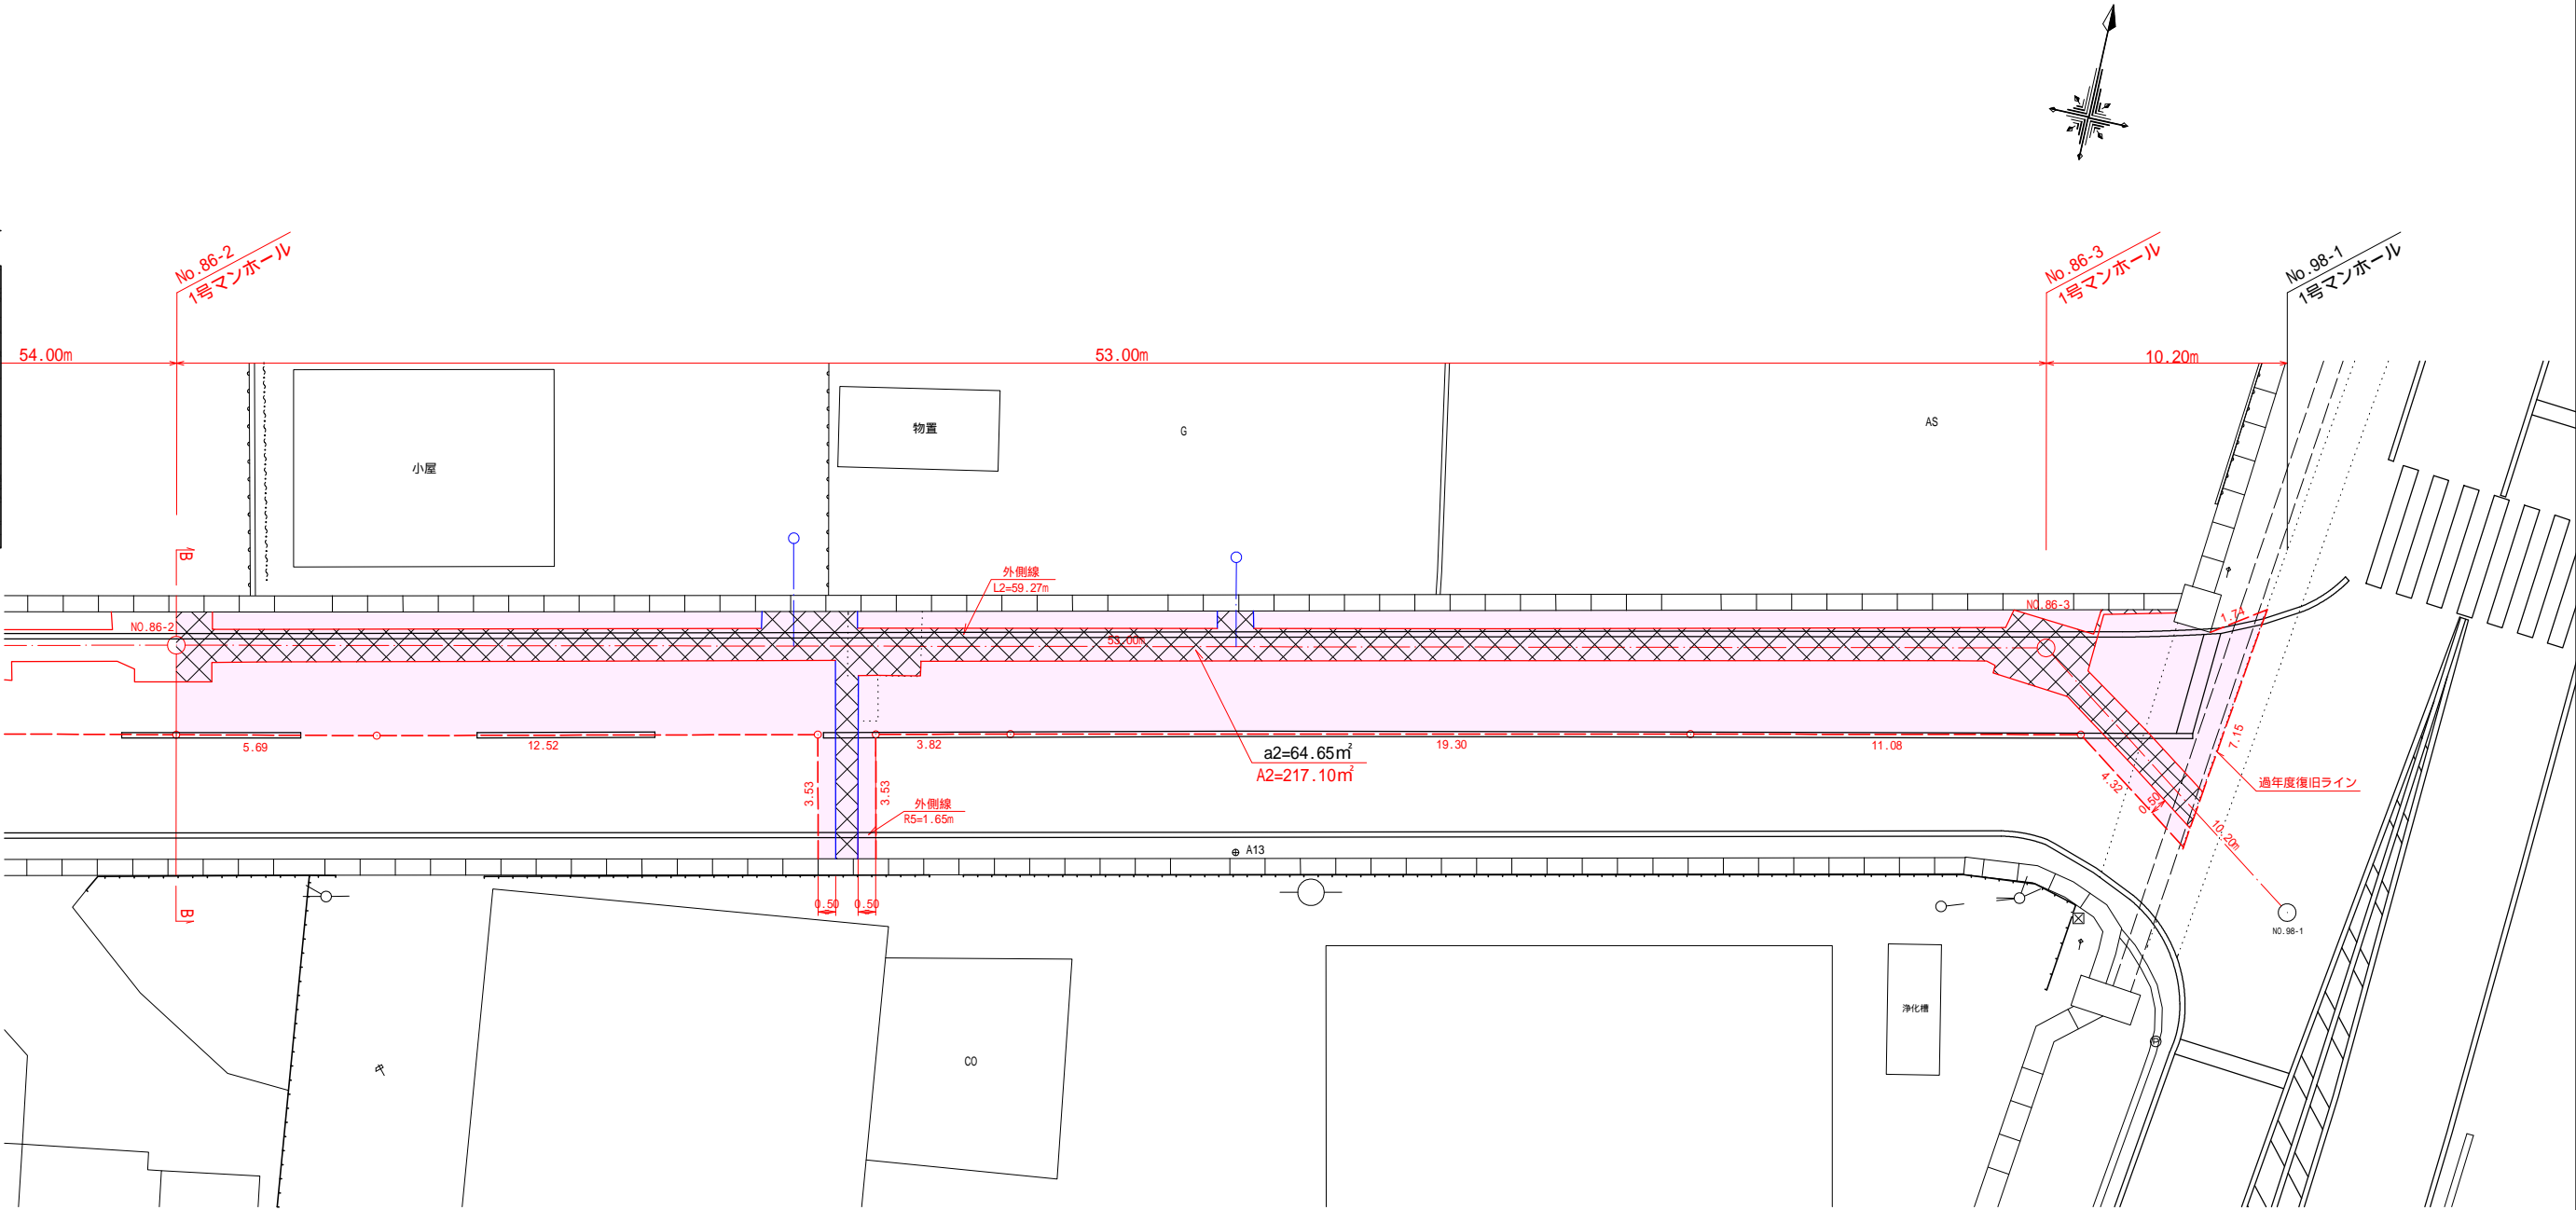 No.86-2
1号マンホール
No.86-3
1号マンホール
No.98-1
1号マンホール
54.00m
53.00m
10.20m
物置
G
AS
小屋
B
外側線
L2=59.27m
NO.86-3
1.74
NO.86-2
53.00m
5.69
12.52
3.82
19.30
11.08
7.15
a2=64.65㎡
A2=217.10㎡
過年度復旧ライン
4.32
0.50
3.53
3.53
外側線
R5=1.65m
10.20m
A13
0.50
0.50
B'
NO.98-1
浄化槽
CO
P